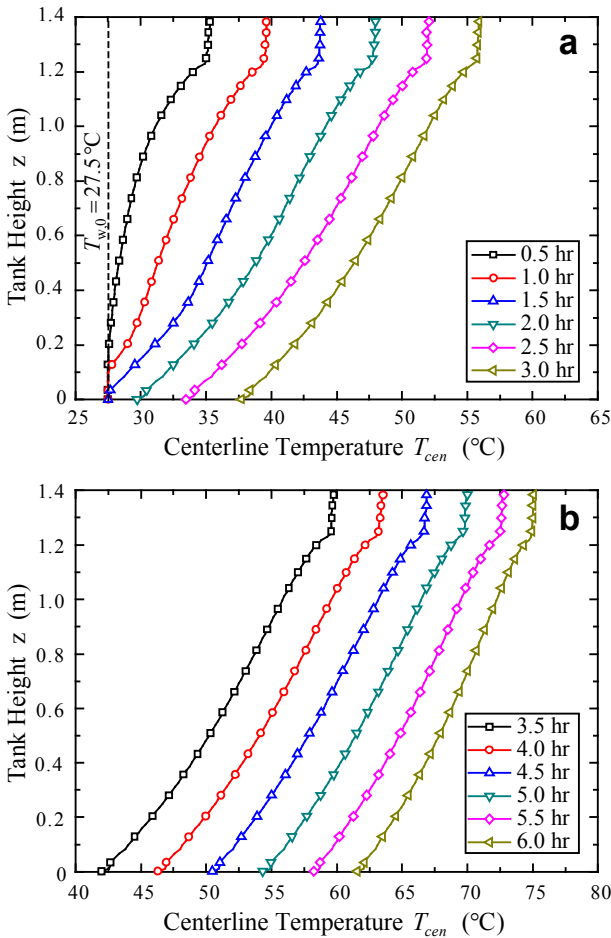 a
1.4
1.2
1.0
0.8
0.6
0.4
0.2
0
Tank Height z (m)
T_{w,0} = 27.5 °C
0.5 hr
1.0 hr
1.5 hr
2.0 hr
2.5 hr
3.0 hr
25 30 35 40 45 50 55 60 65
Centerline Temperature T_{cen} (°C)
b
1.4
1.2
1.0
0.8
0.6
0.4
0.2
0
Tank Height z (m)
3.5 hr
4.0 hr
4.5 hr
5.0 hr
5.5 hr
6.0 hr
40 45 50 55 60 65 70 75 80
Centerline Temperature T_{cen} (°C)